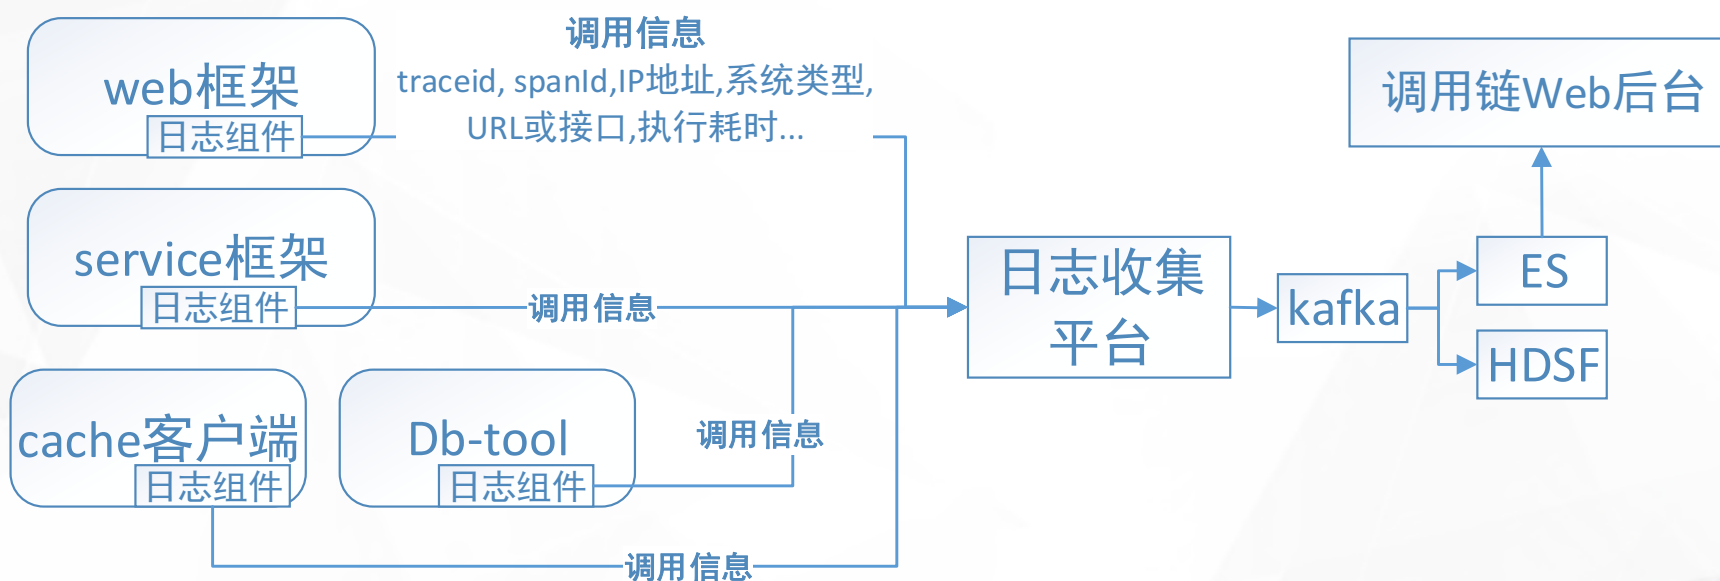 调用信息
traceid, spanId,IP地址,系统类型,
URL或接口,执行耗时...
web框架
日志组件
调用链Web后台
service框架
日志组件
调用信息
日志收集
平台
kafka
ES
HDSF
cache客户端
日志组件
Db-tool
日志组件
调用信息
调用信息